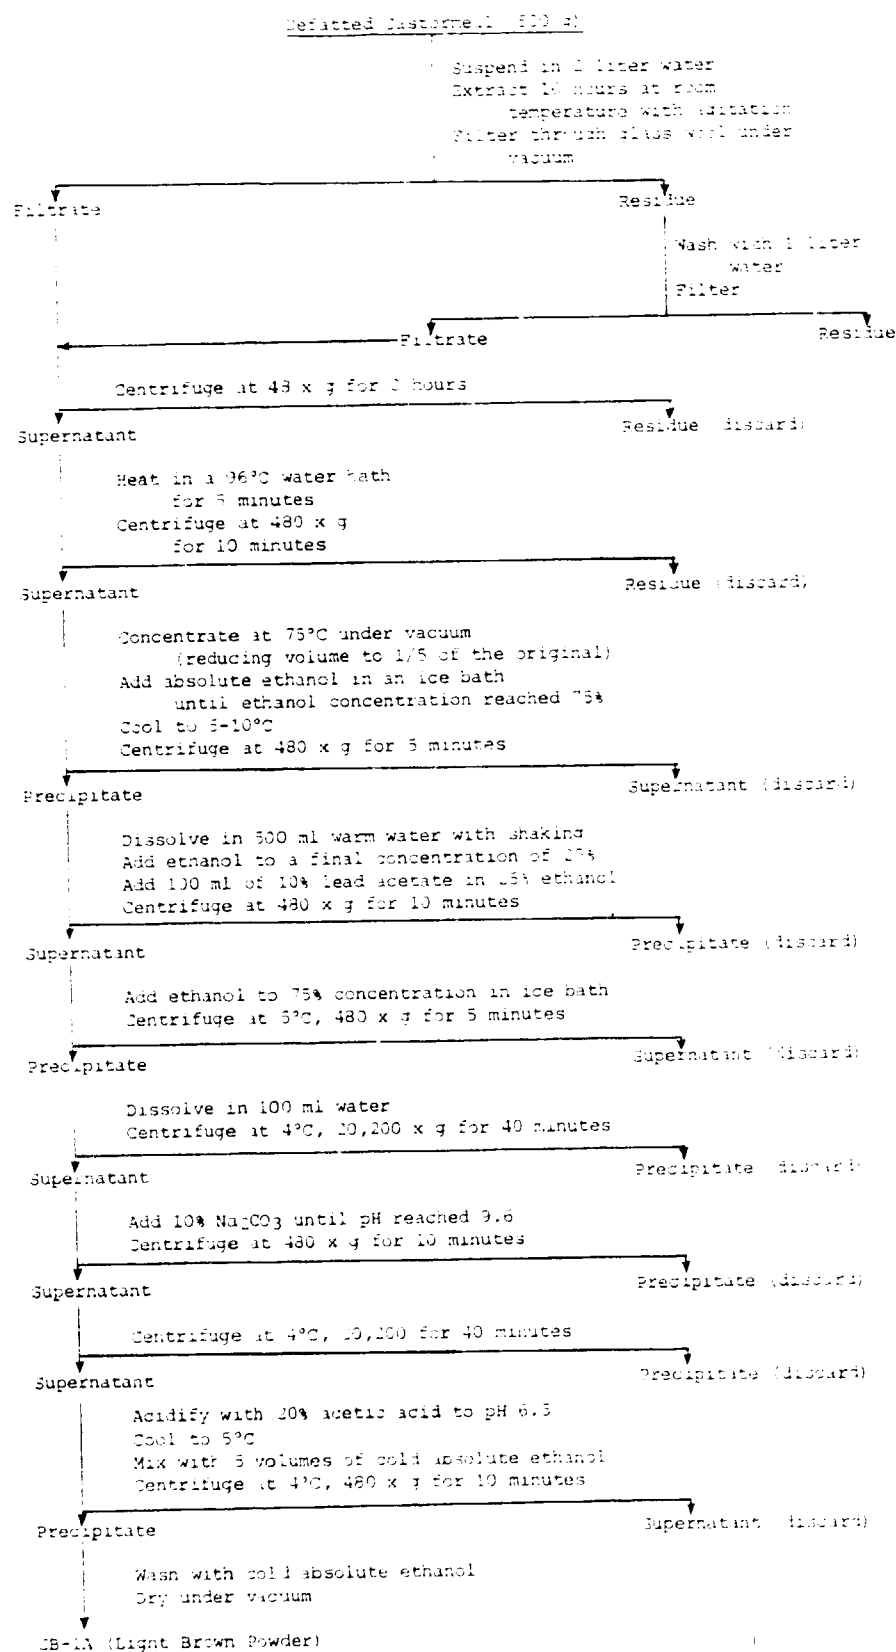 Defatted Castormeal (500 g)
Suspend in 2 liter water
Extract 16 hours at room
temperature with agitation
Filter through glass wool under
vacuum
Filtrate
Residue
Wash with 1 liter
water
Filter
Filtrate
Residue
Centrifuge at 48 x g for 2 hours
Supernatant
Residue (discard)
Heat in a 96°C water bath
for 5 minutes
Centrifuge at 480 x g
for 10 minutes
Supernatant
Residue (discard)
Concentrate at 75°C under vacuum
(reducing volume to 1/5 of the original)
Add absolute ethanol in an ice bath
until ethanol concentration reached 75%
Cool to 5-10°C
Centrifuge at 480 x g for 5 minutes
Precipitate
Supernatant (discard)
Dissolve in 500 ml warm water with shaking
Add ethanol to a final concentration of 25%
Add 100 ml of 10% lead acetate in 25% ethanol
Centrifuge at 480 x g for 10 minutes
Supernatant
Precipitate (discard)
Add ethanol to 75% concentration in ice bath
Centrifuge at 5°C, 480 x g for 5 minutes
Precipitate
Supernatant (discard)
Dissolve in 100 ml water
Centrifuge at 4°C, 20,200 x g for 40 minutes
Supernatant
Precipitate (discard)
Add 10% Na2CO3 until pH reached 9.6
Centrifuge at 480 x g for 10 minutes
Supernatant
Precipitate (discard)
Centrifuge at 4°C, 20,200 for 40 minutes
Supernatant
Precipitate (discard)
Acidify with 20% acetic acid to pH 6.5
Cool to 5°C
Mix with 5 volumes of cold absolute ethanol
Centrifuge at 4°C, 480 x g for 10 minutes
Precipitate
Supernatant (discard)
Wash with cold absolute ethanol
Dry under vacuum
CB-1A (Light Brown Powder)